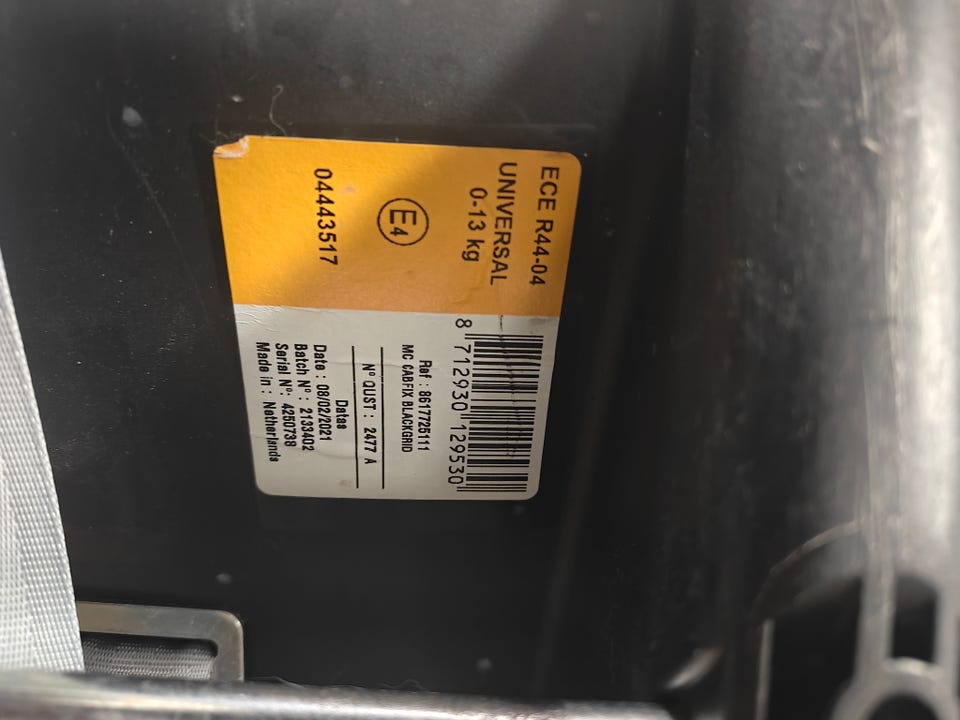 ECE R44-04
UNIVERSAL
0-13 kg
E4
04443517
8 712930 129530
Ref : 8617725111
MC CABFIX BLACKGRID
N° QUST : 2477 A
Datas
Date : 08/02/2021
Batch N° : 2133402
Serial N° : 4250738
Made in : Netherlands